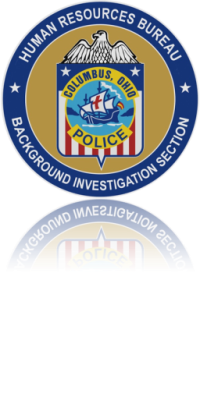 HUMAN RESOURCES BUREAU
COLUMBUS, OHIO
POLICE
BACKGROUND INVESTIGATION SECTION